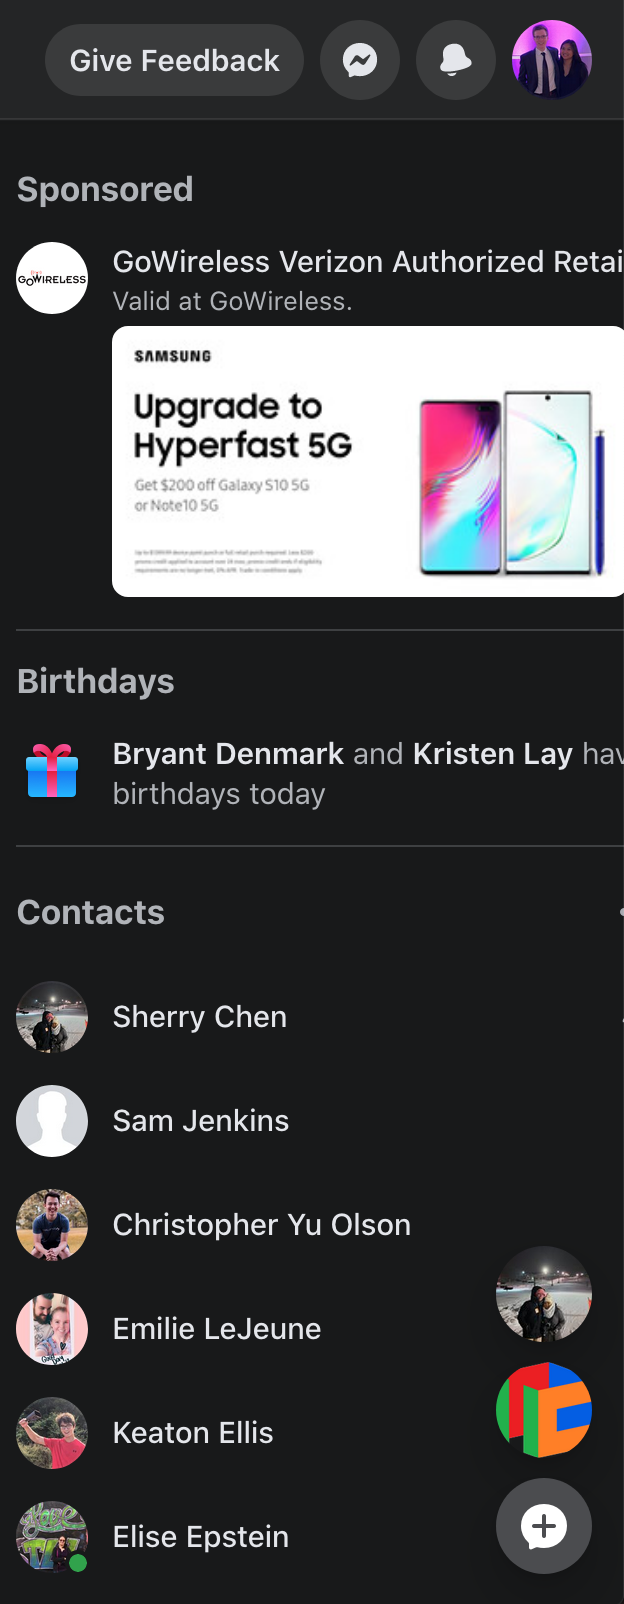 Give Feedback
Sponsored
GOWIRELESS
GoWireless Verizon Authorized Retai
Valid at GoWireless.
SAMSUNG
Upgrade to
Hyperfast 5G
Get $200 off Galaxy S10 5G
or Note10 5G
Birthdays
Bryant Denmark and Kristen Lay hav
birthdays today
Contacts
Sherry Chen
Sam Jenkins
Christopher Yu Olson
Emilie LeJeune
Keaton Ellis
Elise Epstein